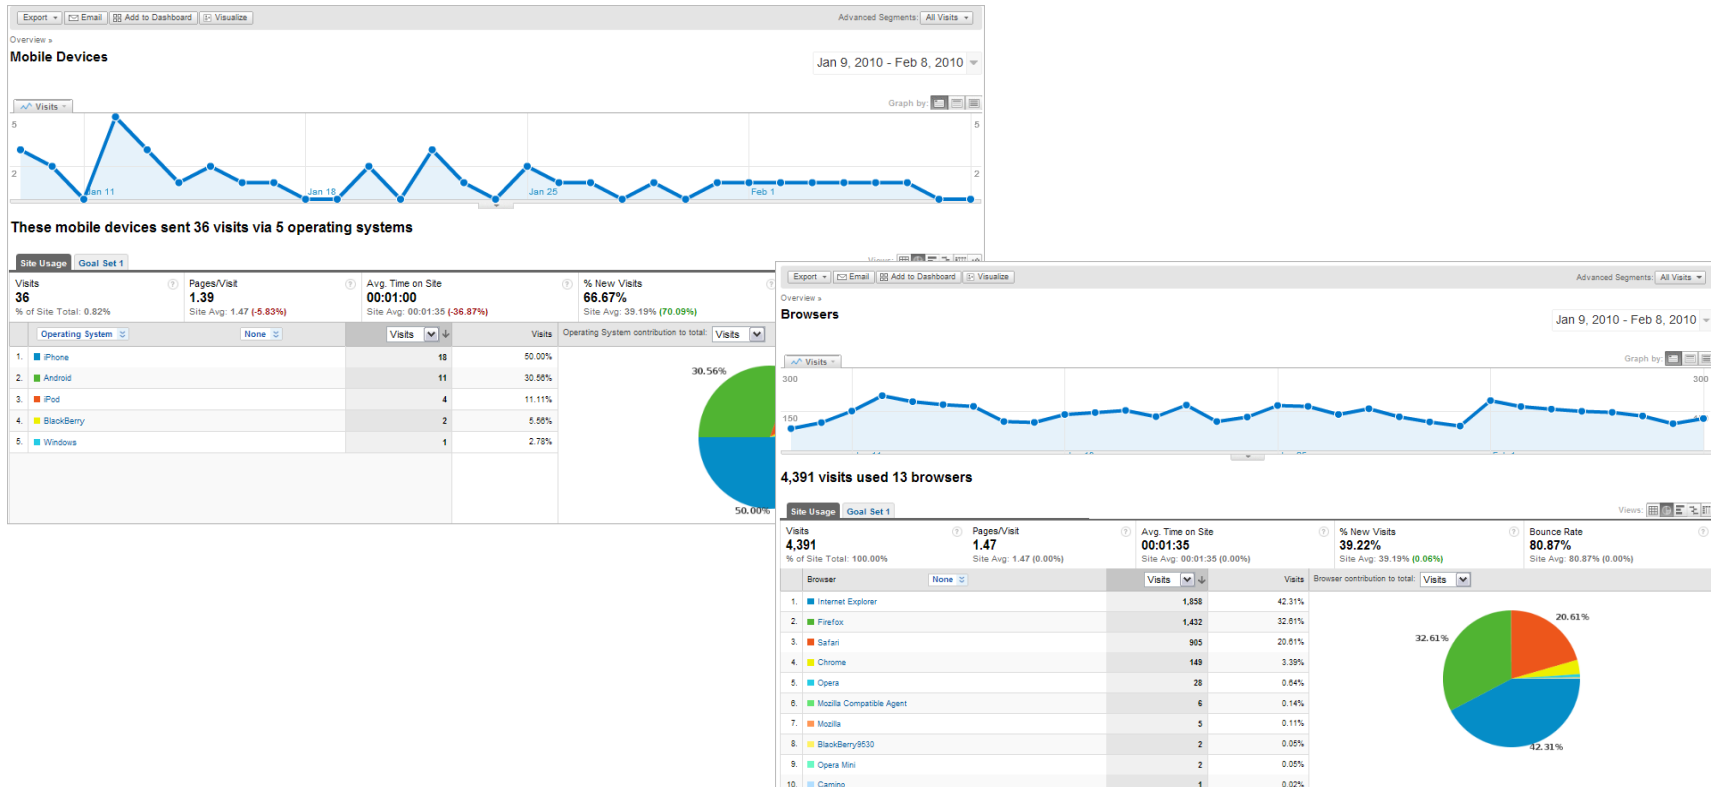 Export Email Add to Dashboard Visualize Advanced Segments: All Visits
Overview »
Mobile Devices
Jan 9, 2010 - Feb 8, 2010
Visits Graph by:
5 5
2 2
Jan 11 Jan 18 Jan 25 Feb 1
These mobile devices sent 36 visits via 5 operating systems
Views:
Site Usage Goal Set 1
Visits Pages/Visit Avg. Time on Site % New Visits
36 1.39 00:01:00 66.67%
% of Site Total: 0.82% Site Avg: 1.47 (-5.83%) Site Avg: 00:01:35 (-36.87%) Site Avg: 39.19% (70.09%)
Operating System None Visits Visits Operating System contribution to total: Visits
1. iPhone 18 50.00%
2. Android 11 30.56%
3. iPod 4 11.11%
4. BlackBerry 2 5.56%
5. Windows 1 2.78%
30.56%
50.00%
Export Email Add to Dashboard Visualize Advanced Segments: All Visits
Overview »
Browsers
Jan 9, 2010 - Feb 8, 2010
Visits Graph by:
300 300
150
4,391 visits used 13 browsers
Site Usage Goal Set 1 Views:
Visits Pages/Visit Avg. Time on Site % New Visits Bounce Rate
4,391 1.47 00:01:35 39.22% 80.87%
% of Site Total: 100.00% Site Avg: 1.47 (0.00%) Site Avg: 00:01:35 (0.00%) Site Avg: 39.19% (0.06%) Site Avg: 80.87% (0.00%)
Browser None Visits Visits Browser contribution to total: Visits
1. Internet Explorer 1,858 42.31%
2. Firefox 1,432 32.61%
3. Safari 905 20.61%
4. Chrome 149 3.39%
5. Opera 28 0.64%
6. Mozilla Compatible Agent 6 0.14%
7. Mozilla 5 0.11%
8. BlackBerry9530 2 0.05%
9. Opera Mini 2 0.05%
10. Camino 1 0.02%
20.61%
32.61%
42.31%